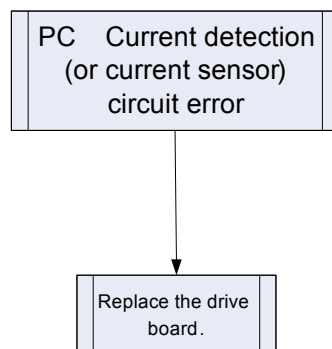 PC Current detection
(or current sensor)
circuit error
Replace the drive
board.